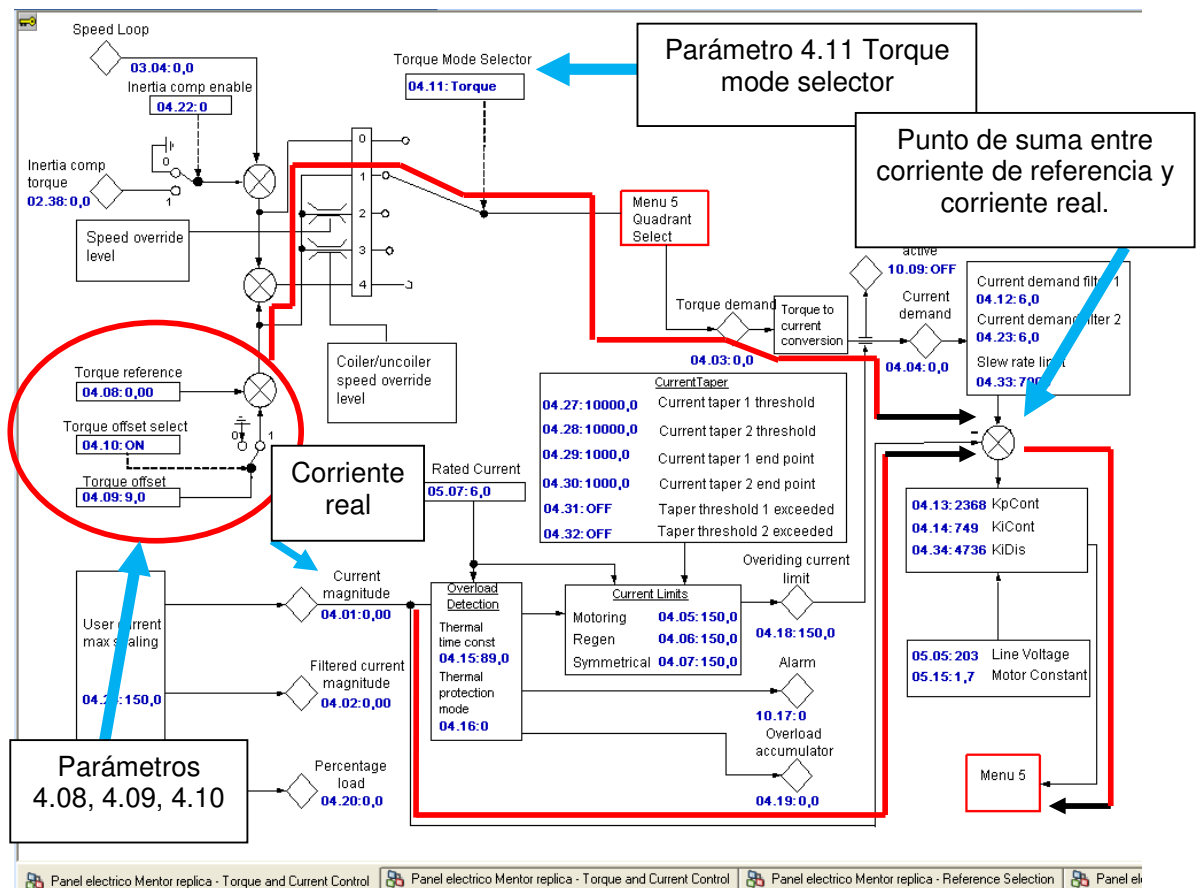 Speed Loop
03.04:0,0
Inertia comp enable
04.22:0
Inertia comp
torque
02.38:0,0
0
1
Speed override
level
Torque Mode Selector
04.11:Torque
Parámetro 4.11 Torque
mode selector
Punto de suma entre
corriente de referencia y
corriente real.
0
1
2
3
4
Menu 5
Quadrant
Select
Coiler/uncoiler
speed override
level
active
10.09:OFF
Torque demand
04.03:0,0
Torque to
current
conversion
Current
demand
04.04:0,0
Current demand filter 1
04.12:6,0
Current demand filter 2
04.23:6,0
Slew rate limit
Torque reference
04.08:0,00
Torque offset select
04.10:ON
Torque offset
04.09:9,0
0
1
Corriente
real
Rated Current
05.07:6,0
CurrentTaper
04.27:10000,0 Current taper 1 threshold
04.28:10000,0 Current taper 2 threshold
04.29:1000,0 Current taper 1 end point
04.30:1000,0 Current taper 2 end point
04.31:OFF Taper threshold 1 exceeded
04.32:OFF Taper threshold 2 exceeded
-
04.13:2368 KpCont
04.14:749 KiCont
04.34:4736 KiDis
05.05:203 Line Voltage
05.15:1,7 Motor Constant
Menu 5
User current
max scaling
Current
magnitude
04.01:0,00
Filtered current
magnitude
04.02:0,00
Percentage
load
04.20:0,0
Overload
Detection
Thermal
time const
04.15:89,0
Thermal
protection
mode
04.16:0
Current Limits
Motoring 04.05:150,0
Regen 04.06:150,0
Symmetrical 04.07:150,0
Overiding current
limit
04.18:150,0
Alarm
10.17:0
Overload
accumulator
04.19:0,0
Parámetros
4.08, 4.09, 4.10
Panel electrico Mentor replica - Torque and Current Control
Panel electrico Mentor replica - Torque and Current Control
Panel electrico Mentor replica - Reference Selection